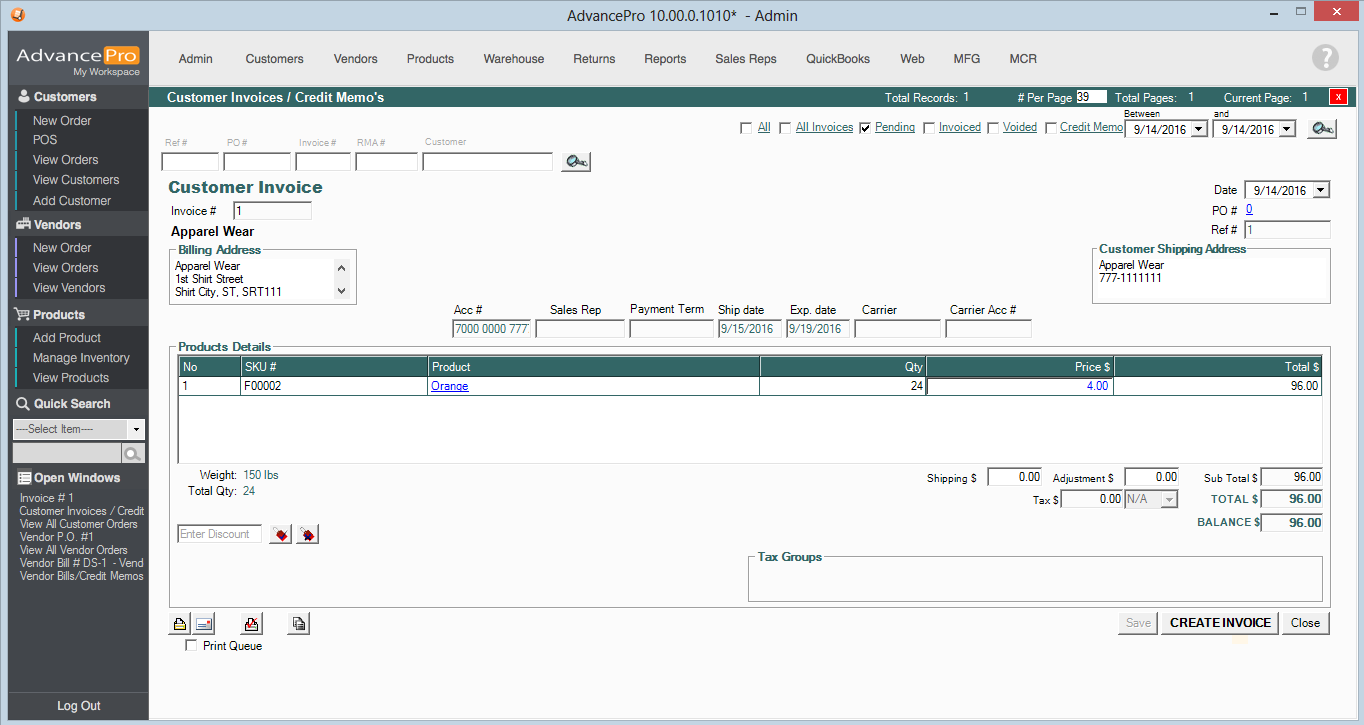 AdvancePro 10.00.0.1010* - Admin
AdvancePro
My Workspace
Admin Customers Vendors Products Warehouse Returns Reports Sales Reps QuickBooks Web MFG MCR ?
Customers
New Order
POS
View Orders
View Customers
Add Customer
Vendors
New Order
View Orders
View Vendors
Products
Add Product
Manage Inventory
View Products
Quick Search
----Select Item----
Open Windows
Invoice # 1
Customer Invoices / Credit
View All Customer Orders
Vendor P.O. #1
View All Vendor Orders
Vendor Bill # DS-1 - Vend
Vendor Bills/Credit Memos
Log Out
Customer Invoices / Credit Memo's Total Records: 1 # Per Page 39 Total Pages: 1 Current Page: 1 x
All All Invoices Pending Invoiced Voided Credit Memo Between 9/14/2016 and 9/14/2016
Ref # PO # Invoice # RMA # Customer
Customer Invoice
Invoice # 1
Apparel Wear
Date 9/14/2016
PO # 0
Ref # 1
Billing Address
Apparel Wear
1st Shirt Street
Shirt City, ST, SRT111
Customer Shipping Address
Apparel Wear
777-1111111
Acc # Sales Rep Payment Term Ship date Exp. date Carrier Carrier Acc #
7000 0000 777 9/15/2016 9/19/2016
Products Details
No SKU # Product Qty Price $ Total $
1 F00002 Orange 24 4.00 96.00
Weight: 150 lbs
Total Qty: 24
Shipping $ 0.00 Adjustment $ 0.00 Sub Total $ 96.00
Tax $ 0.00 N/A TOTAL $ 96.00
BALANCE $ 96.00
Enter Discount
Tax Groups
Print Queue
Save CREATE INVOICE Close